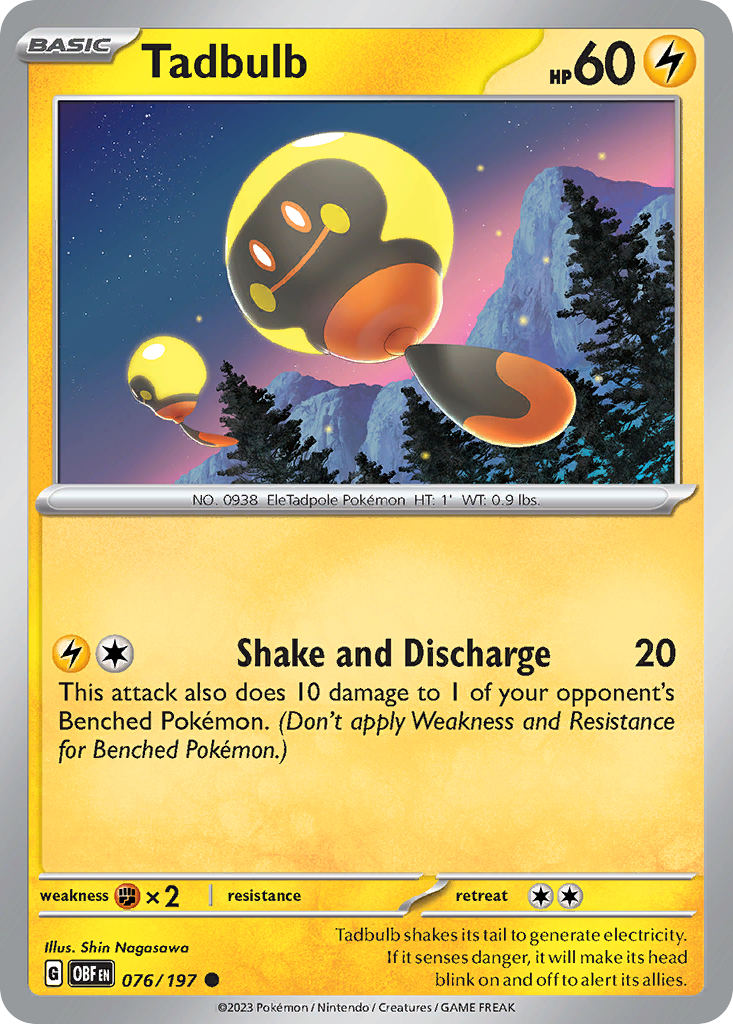 BASIC
Tadbulb
HP 60
NO. 0938 EleTadpole Pokémon HT: 1' WT: 0.9 lbs.
Shake and Discharge 20
This attack also does 10 damage to 1 of your opponent's
Benched Pokémon. (Don't apply Weakness and Resistance
for Benched Pokémon.)
weakness ×2 resistance retreat
Illus. Shin Nagasawa
G OBF EN 076/197
Tadbulb shakes its tail to generate electricity.
If it senses danger, it will make its head
blink on and off to alert its allies.
©2023 Pokémon / Nintendo / Creatures / GAME FREAK